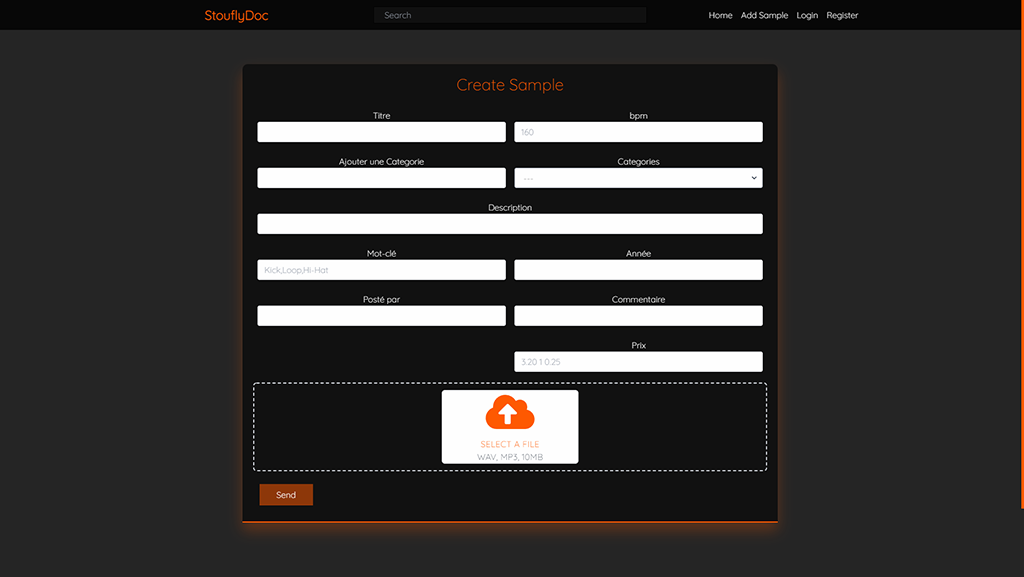 StouflyDoc
Search
Home Add Sample Login Register
Create Sample
Titre
bpm
160
Ajouter une Categorie
Categories
---
Description
Mot-clé
Année
Kick,Loop,Hi-Hat
Posté par
Commentaire
Prix
3.20 1 0 25
SELECT A FILE
WAV, MP3, 10MB
Send